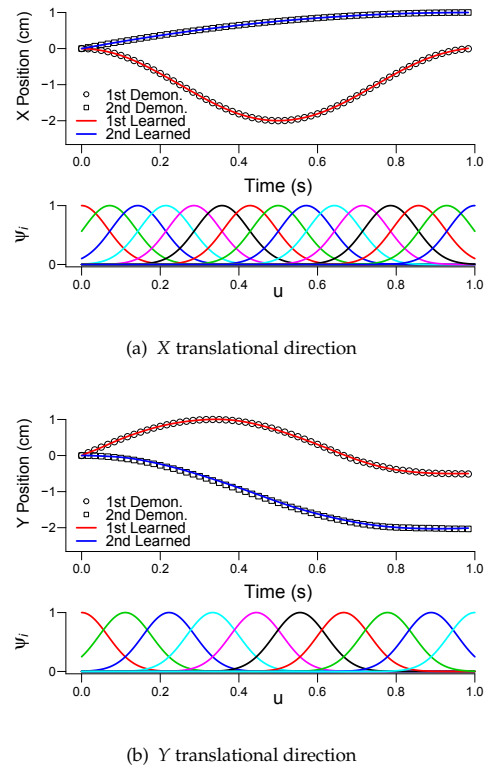 X Position (cm)
1
0
−1
−2
1st Demon.
2nd Demon.
1st Learned
2nd Learned
0.0 0.2 0.4 0.6 0.8 1.0
Time (s)
Ψi
1
0
0.0 0.2 0.4 0.6 0.8 1.0
u
(a) X translational direction
Y Position (cm)
1
0
−1
−2
1st Demon.
2nd Demon.
1st Learned
2nd Learned
0.0 0.2 0.4 0.6 0.8 1.0
Time (s)
Ψi
1
0
0.0 0.2 0.4 0.6 0.8 1.0
u
(b) Y translational direction